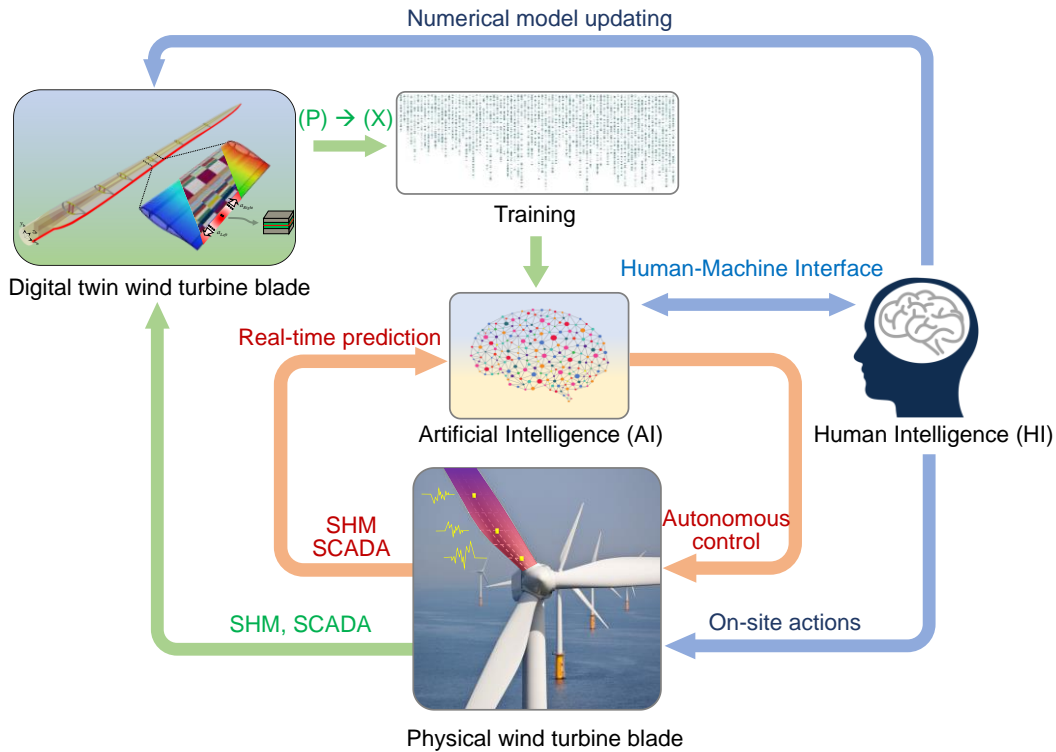 Numerical model updating
(P) → (X)
Training
Digital twin wind turbine blade
Human-Machine Interface
Real-time prediction
Artificial Intelligence (AI)
Human Intelligence (HI)
SHM
SCADA
Autonomous
control
SHM, SCADA
On-site actions
Physical wind turbine blade